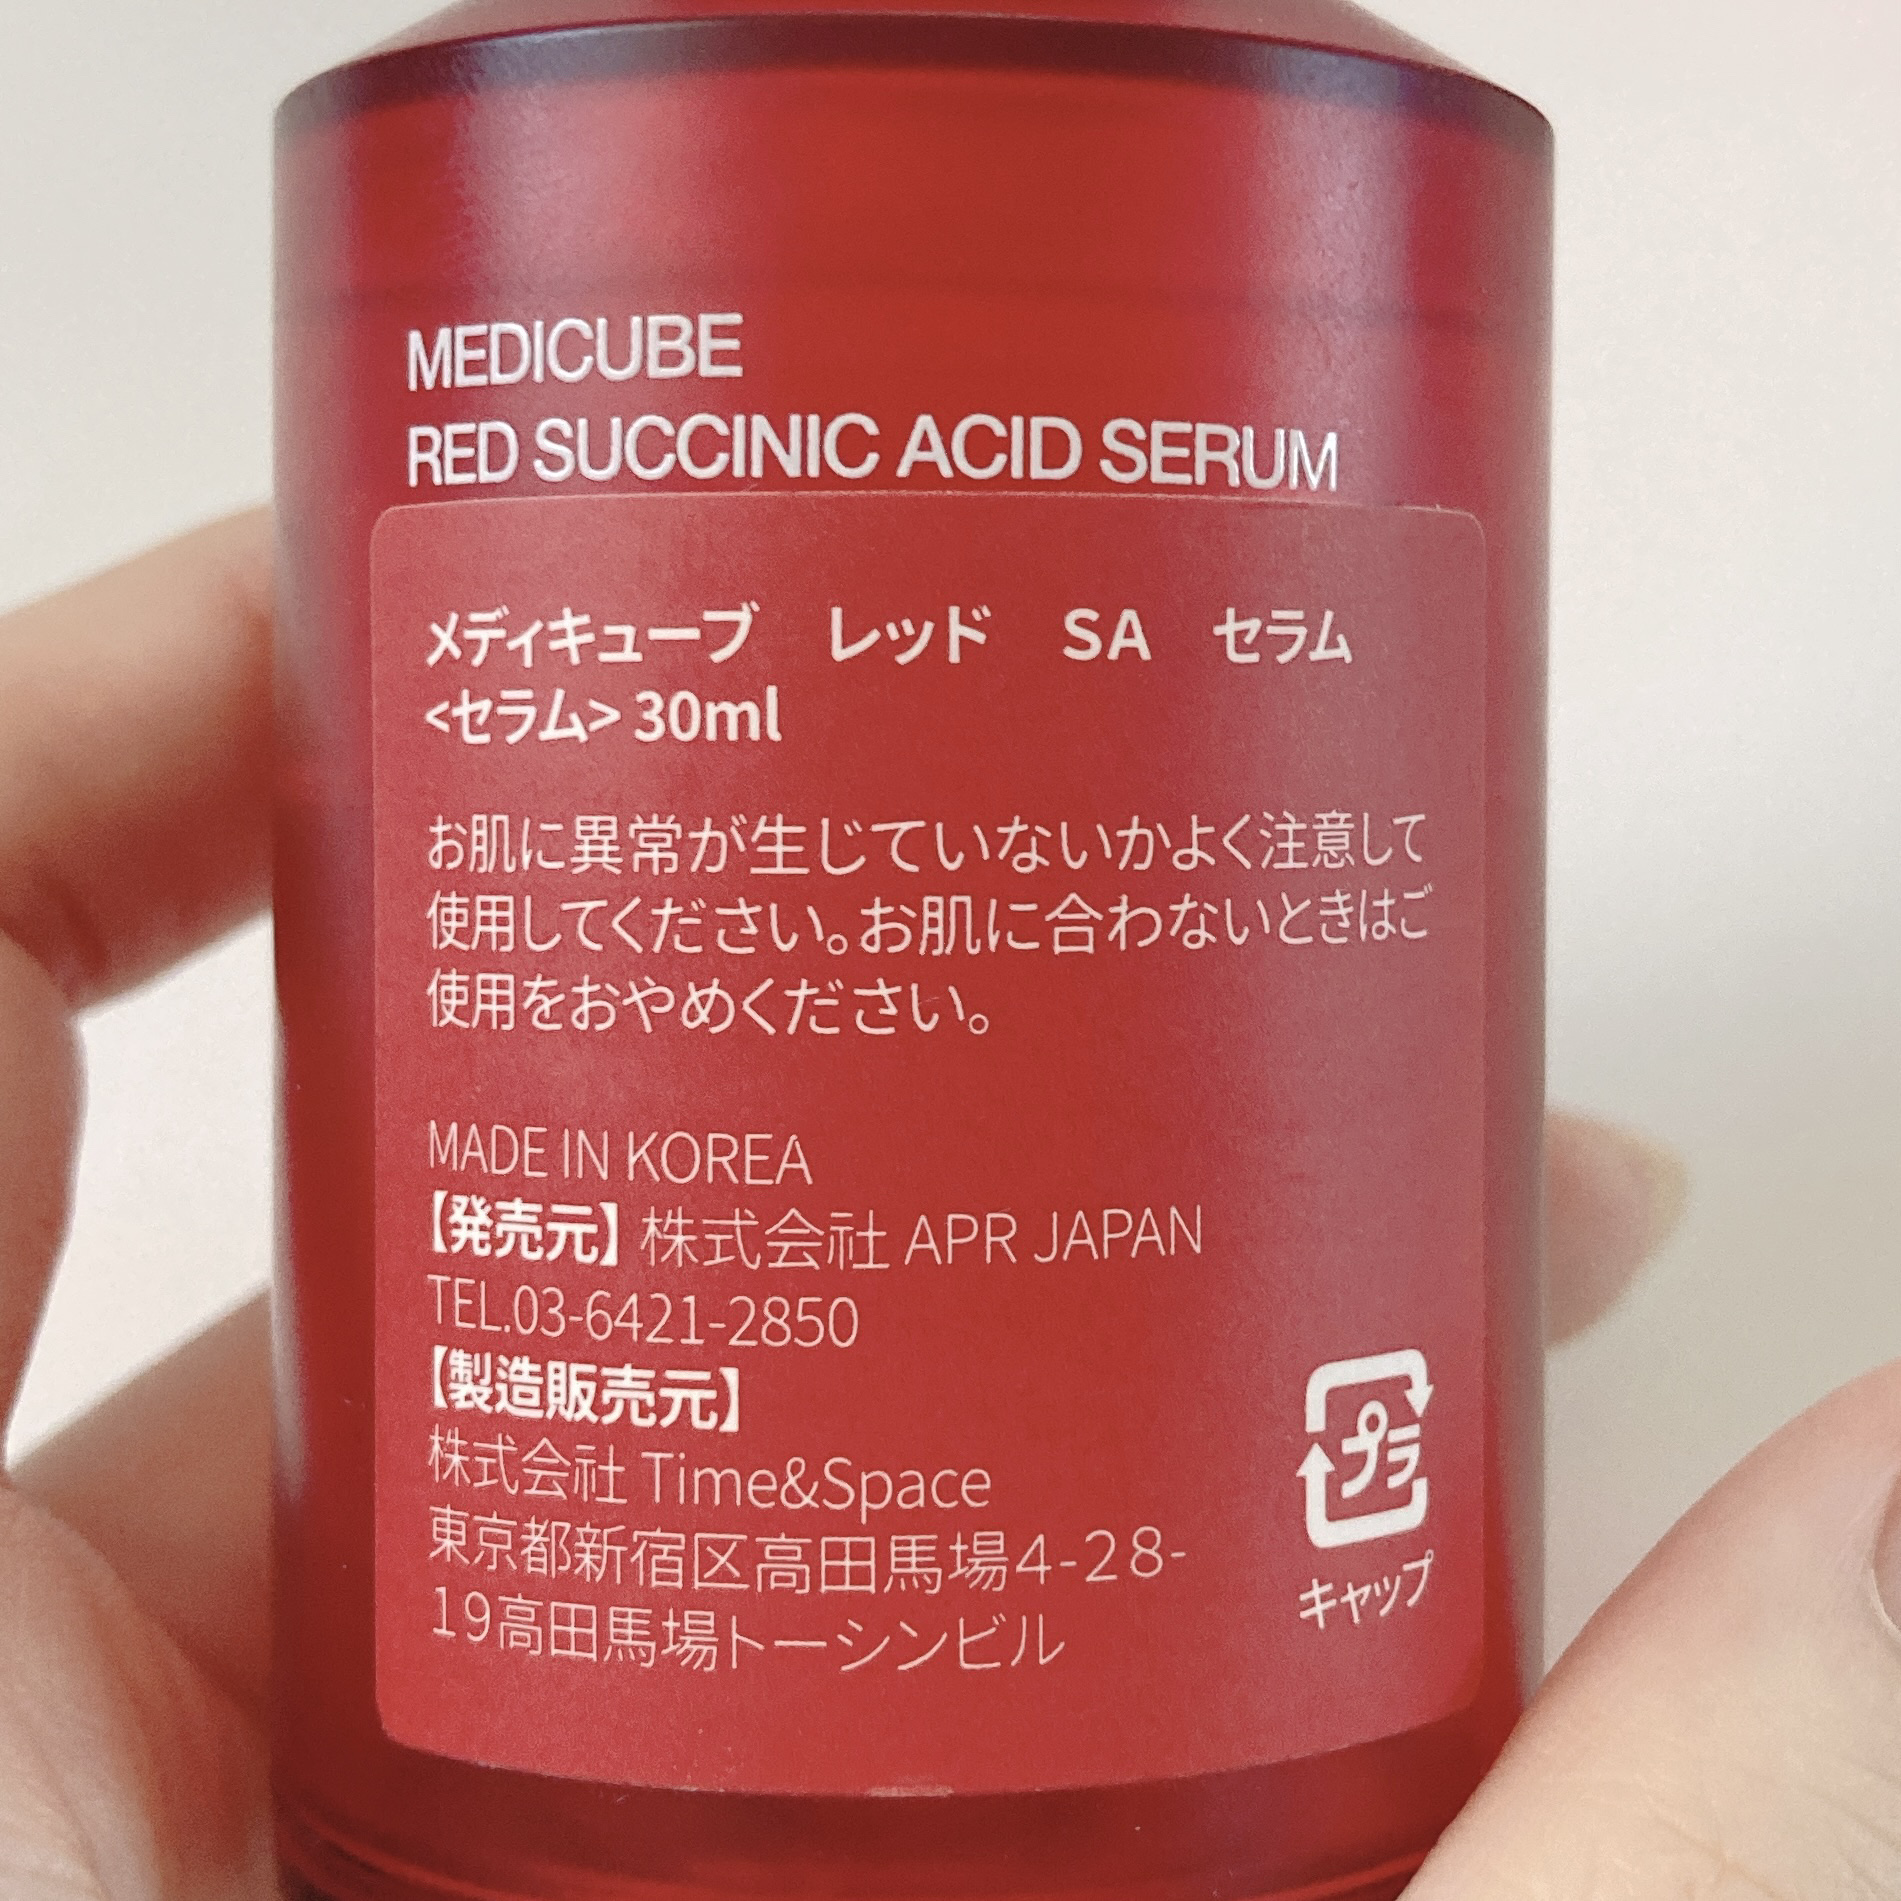 MEDICUBE
RED SUCCINIC ACID SERUM
メディキューブ　レッド　SA　セラム
<セラム> 30ml
お肌に異常が生じていないかよく注意して
使用してください。お肌に合わないときはご
使用をおやめください。
MADE IN KOREA
【発売元】 株式会社 APR JAPAN
TEL.03-6421-2850
【製造販売元】
株式会社 Time&Space
東京都新宿区高田馬場4-28-
19高田馬場トーシンビル
プラ
キャップ